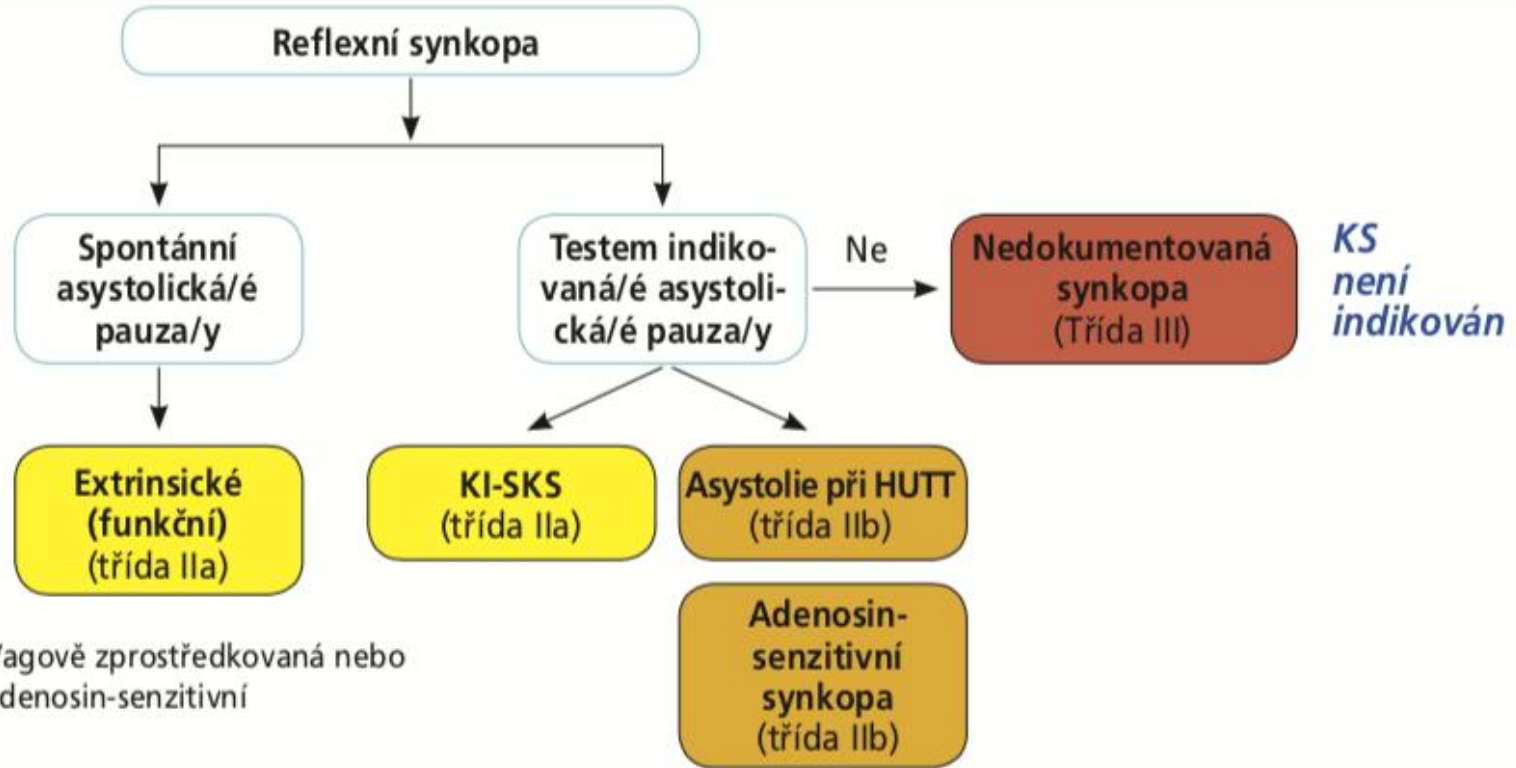 Reflexní synkopa
Spontánní
asystolická/é
pauza/y
Testem indiko-
vaná/é asystoli-
cká/é pauza/y
Ne
Nedokumentovaná
synkopa
(Třída III)
KS
není
indikován
Extrinsické
(funkční)
(třída IIa)
KI-SKS
(třída IIa)
Asystolie při HUTT
(třída IIb)
Adenosin-
senzitivní
synkopa
(třída IIb)
agově zprostředkovaná nebo
denosin-senzitivní